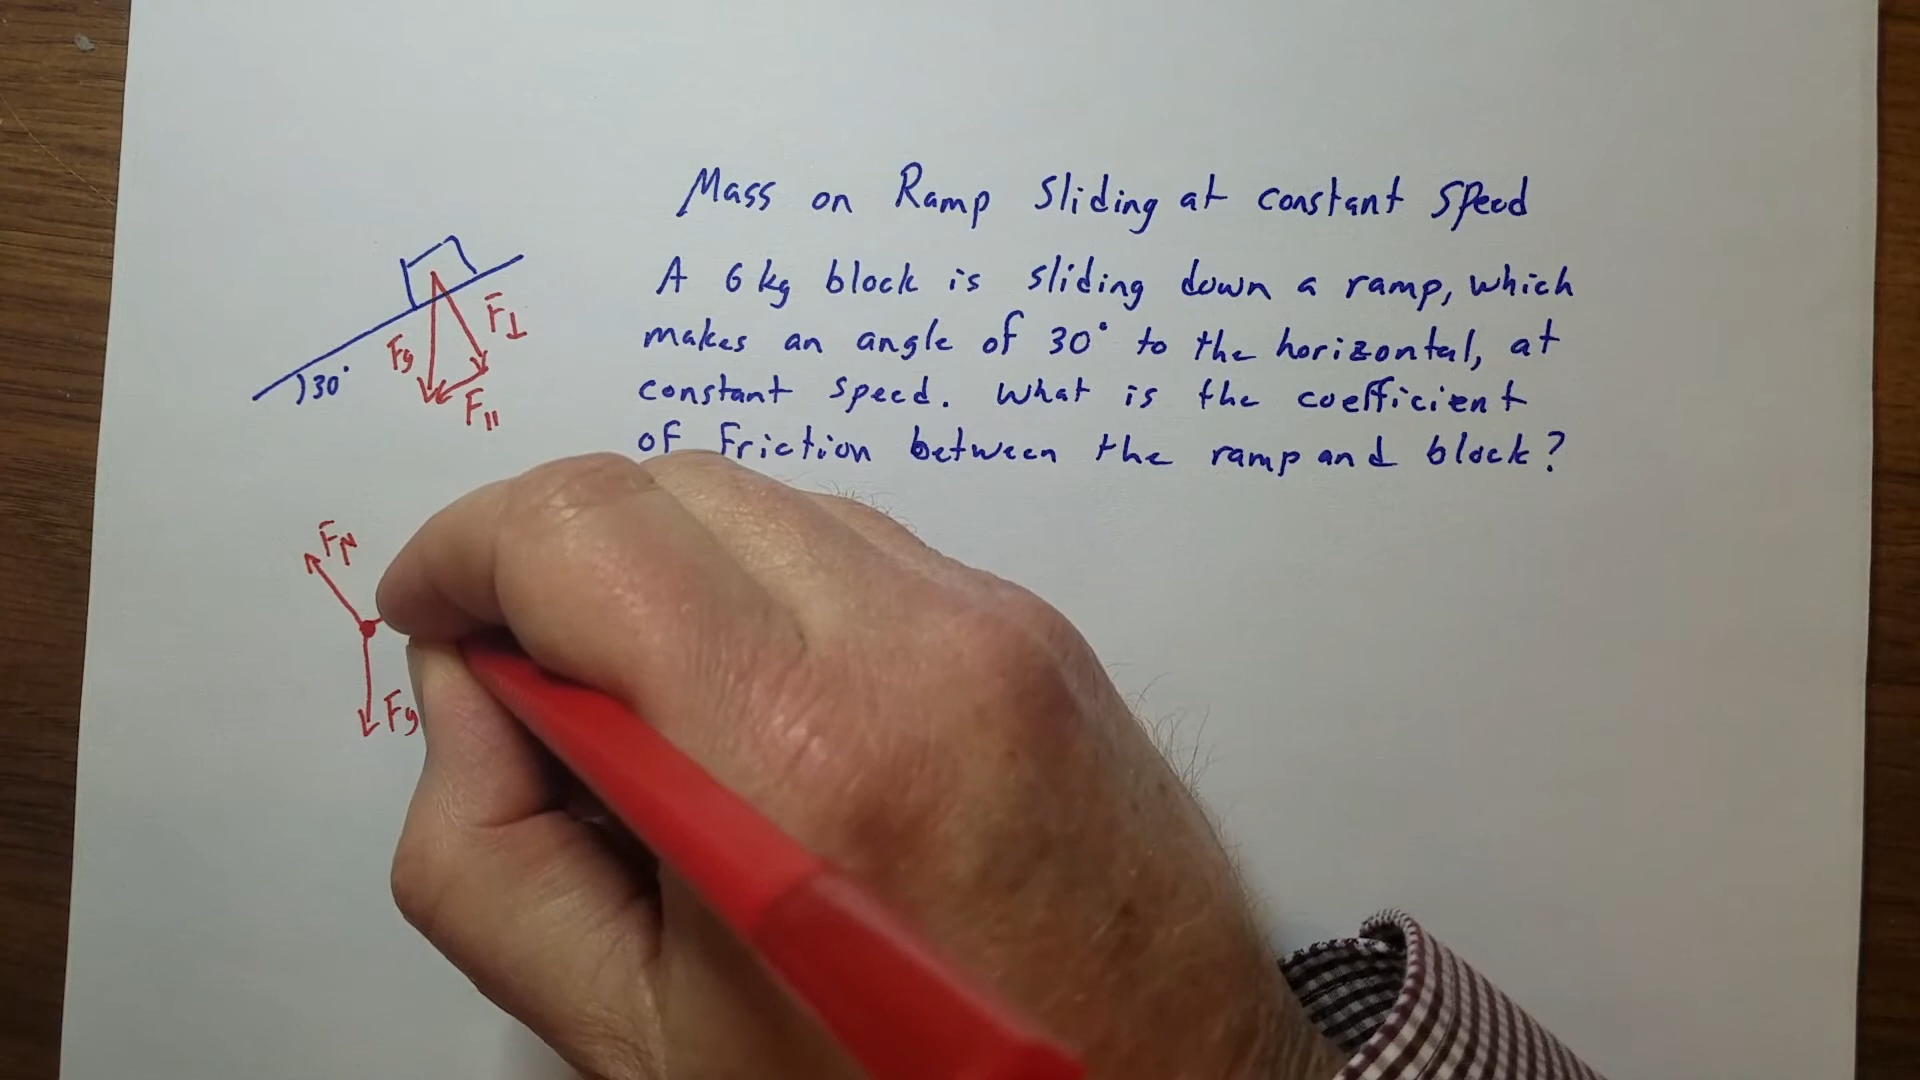 Mass on Ramp Sliding at constant Speed
A 6 kg block is sliding down a ramp, which
makes an angle of 30° to the horizontal, at
constant speed. What is the coefficient
of friction between the ramp and block?
F⊥
Fg
30°
F||
FN
Fg